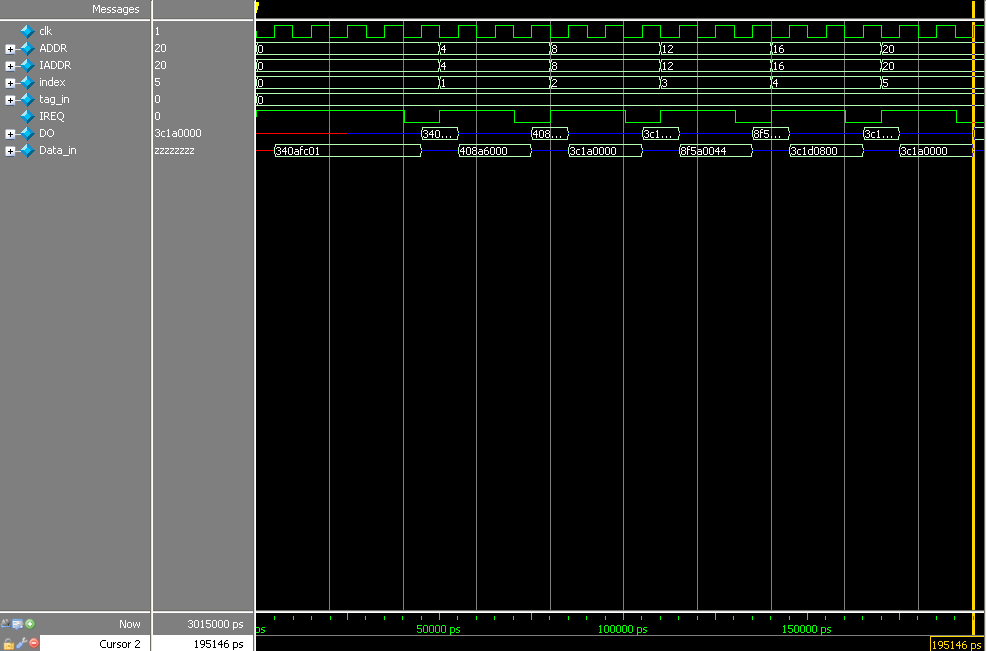 Messages
clk 1
ADDR 20 0 4 8 12 16 20
IADDR 20 0 4 8 12 16 20
index 5 0 1 2 3 4 5
tag_in 0 0
IREQ 0
DO 3c1a0000 340... 408... 3c1... 8f5... 3c1...
Data_in zzzzzzzz 340afc01 408a6000 3c1a0000 8f5a0044 3c1d0800 3c1a0000
Now 3015000 ps ps 50000 ps 100000 ps 150000 ps
Cursor 2 195146 ps 195146 ps